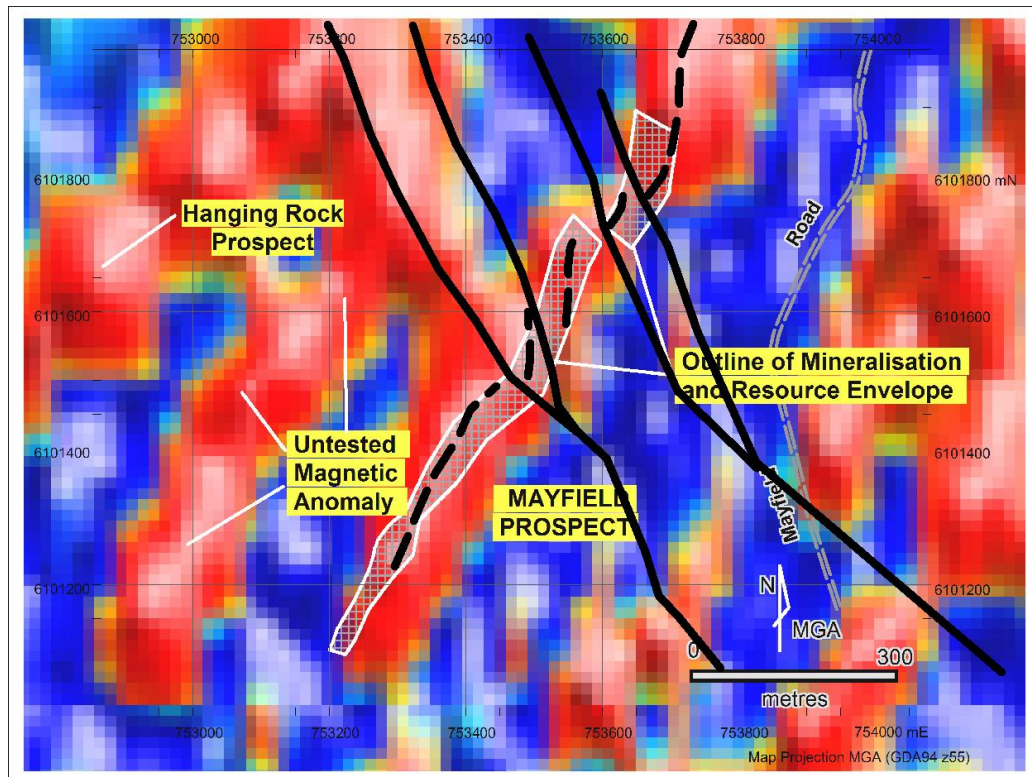 753000 753200 753400 753600 753800 754000
6101800
6101800 mN
Hanging Rock
Prospect
Road
6101600
6101600
Outline of Mineralisation
and Resource Envelope
6101400
6101400
Untested
Magnetic
Anomaly
MAYFIELD
PROSPECT
Mayfield
6101200
6101200
N
MGA
0 300
metres
753000 753200 753400 753600 753800 754000 mE
Map Projection MGA (GDA94 z55)